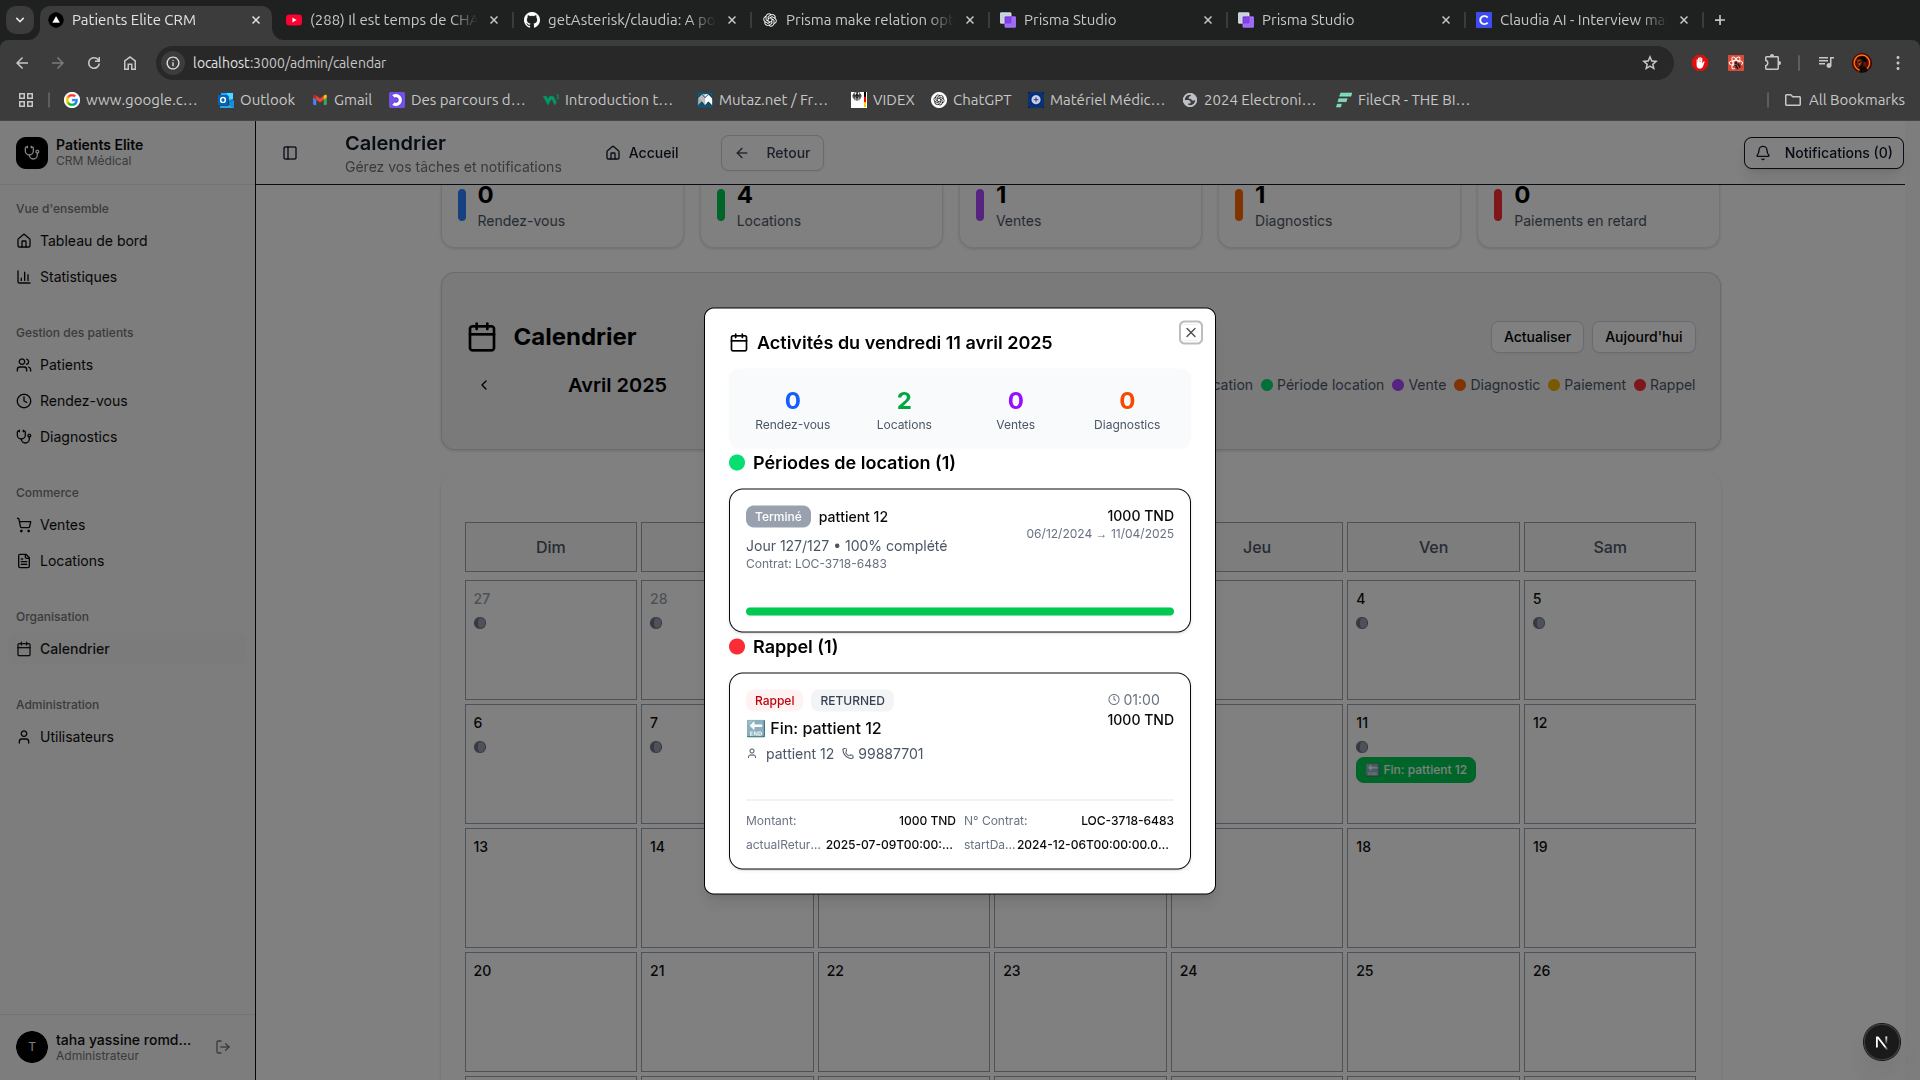 Patients Elite CRM
(288) Il est temps de CHA
getAsterisk/claudia: A po
Prisma make relation op
Prisma Studio
Prisma Studio
Claudia AI - Interview ma
localhost:3000/admin/calendar
www.google.c...
Outlook
Gmail
Des parcours d...
Introduction t...
Mutaz.net / Fr...
VIDEX
ChatGPT
Matériel Médic...
2024 Electroni...
FileCR - THE BI...
All Bookmarks
Patients Elite
CRM Médical
Calendrier
Gérez vos tâches et notifications
Accueil
Retour
Notifications (0)
Vue d'ensemble
Tableau de bord
Statistiques
Gestion des patients
Patients
Rendez-vous
Diagnostics
Commerce
Ventes
Locations
Organisation
Calendrier
Administration
Utilisateurs
T
taha yassine romd...
Administrateur
0
Rendez-vous
4
Locations
1
Ventes
1
Diagnostics
0
Paiements en retard
Calendrier
Actualiser
Aujourd'hui
Avril 2025
cation
Période location
Vente
Diagnostic
Paiement
Rappel
Activités du vendredi 11 avril 2025
0
Rendez-vous
2
Locations
0
Ventes
0
Diagnostics
Périodes de location (1)
Terminé
pattient 12
1000 TND
06/12/2024 → 11/04/2025
Jour 127/127 • 100% complété
Contrat: LOC-3718-6483
Rappel (1)
Rappel
RETURNED
01:00
1000 TND
🔚 Fin: pattient 12
pattient 12
99887701
Montant:
1000 TND
N° Contrat:
LOC-3718-6483
actualRetur...
2025-07-09T00:00:...
startDa...
2024-12-06T00:00:00.0...
Dim
Jeu
Ven
Sam
27
28
4
5
6
7
11
🔚 Fin: pattient 12
12
13
14
18
19
20
21
22
23
24
25
26
N